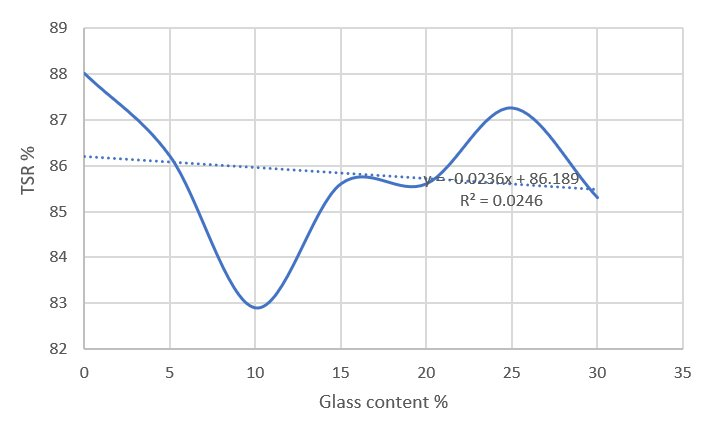 89
88
87
86
85
84
83
82
TSR %
y = -0.0236x + 86.189
R² = 0.0246
0 5 10 15 20 25 30 35
Glass content %